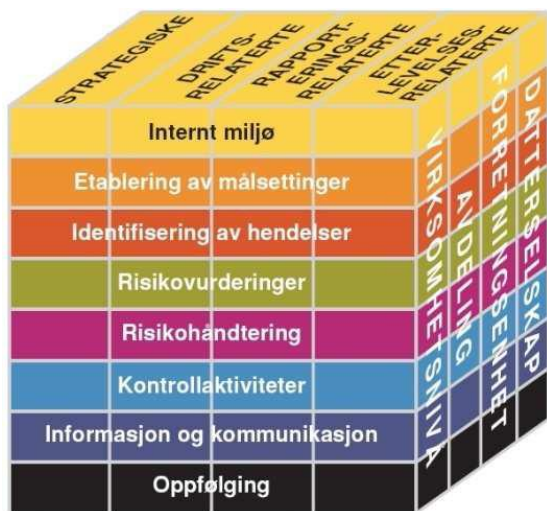 STRATEGISKE
DRIFTS-
RELATERTE
RAPPORT-
ERINGS-
RELATERTE
ETTER-
LEVELSES-
RELATERTE
Internt miljø
Etablering av målsettinger
Identifisering av hendelser
Risikovurderinger
Risikohåndtering
Kontrollaktiviteter
Informasjon og kommunikasjon
Oppfølging
VIRKSOMHETSNIVÅ
AVDELING
FORRETNINGSENHET
DATTERSELSKAP